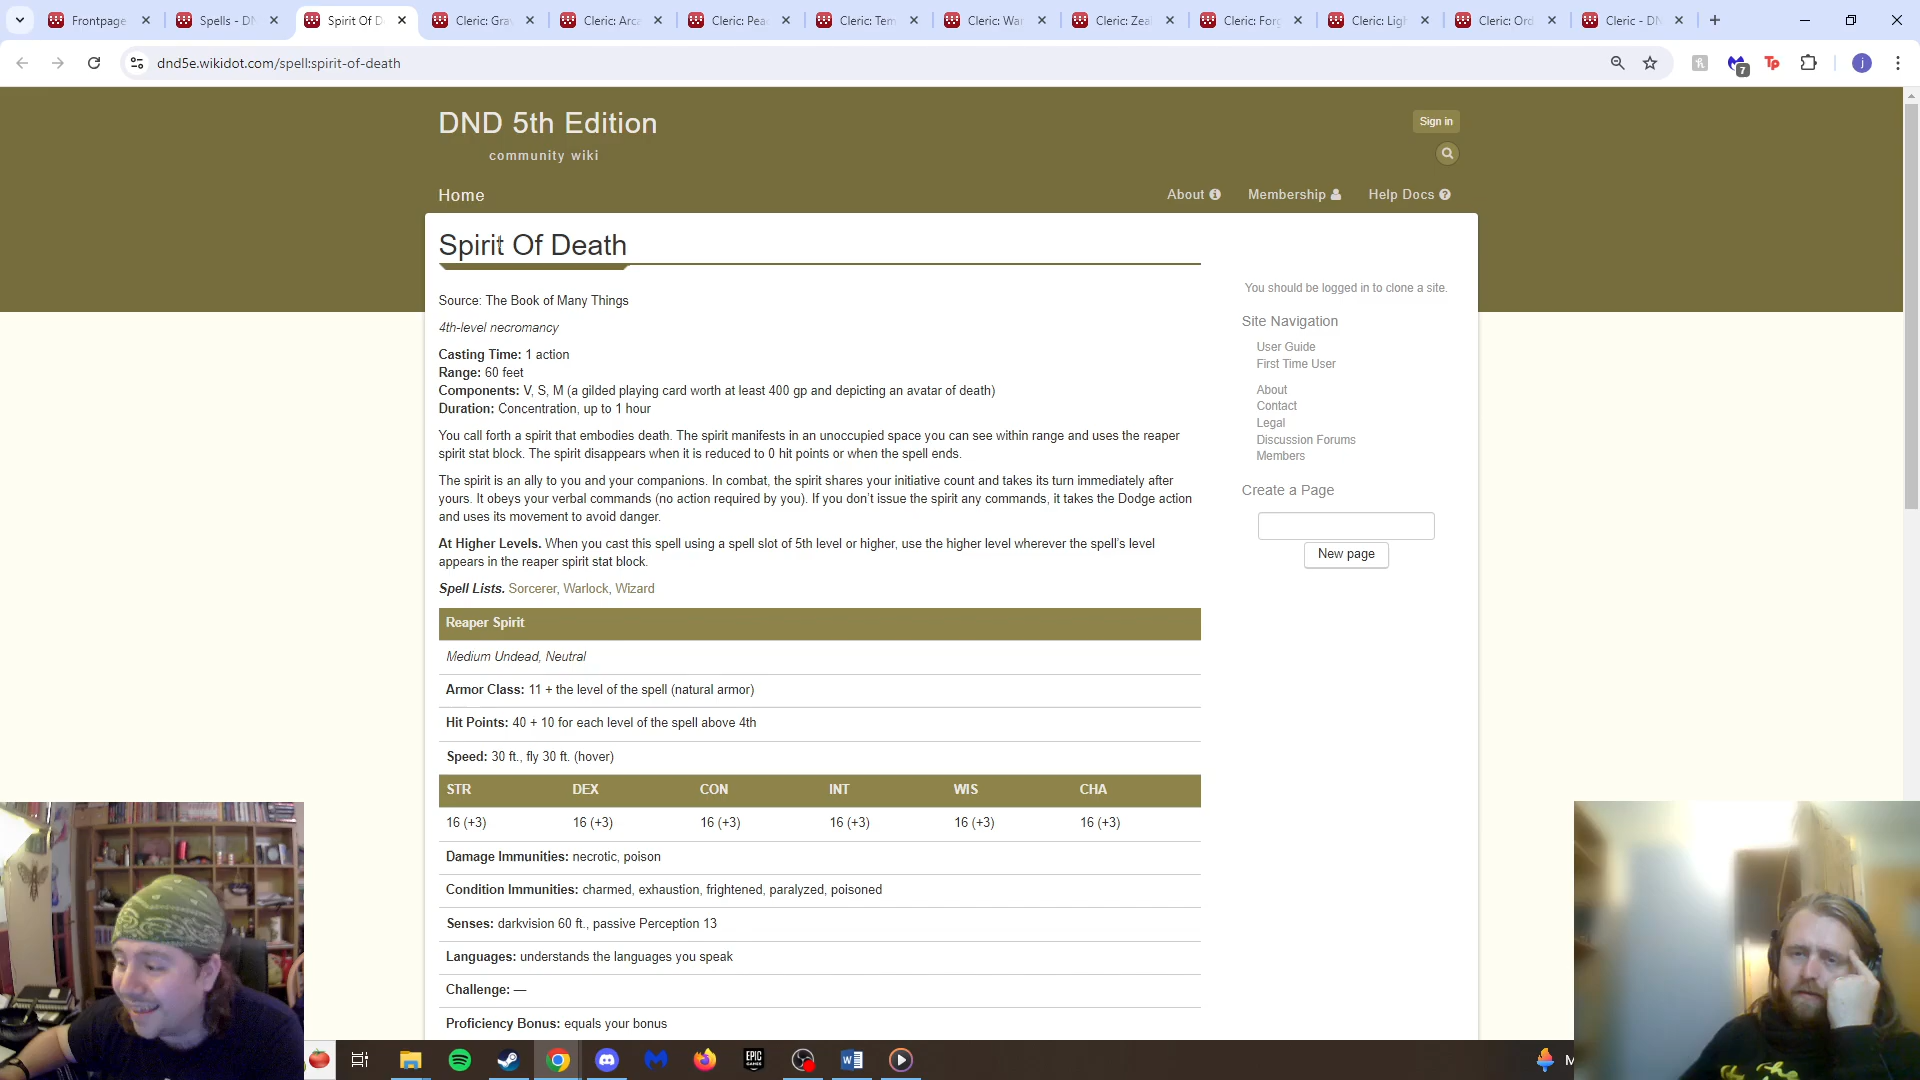 Frontpage
Spells - DN
Spirit Of D
Cleric: Gra
Cleric: Arca
Cleric: Pea
Cleric: Tem
Cleric: Wa
Cleric: Zeal
Cleric: For
Cleric: Ligh
Cleric: Ord
Cleric - DN
dnd5e.wikidot.com/spell:spirit-of-death
7
Tp
j
DND 5th Edition
community wiki
Sign in
Home
About
Membership
Help Docs
Spirit Of Death
Source: The Book of Many Things
4th-level necromancy
Casting Time: 1 action
Range: 60 feet
Components: V, S, M (a gilded playing card worth at least 400 gp and depicting an avatar of death)
Duration: Concentration, up to 1 hour
You call forth a spirit that embodies death. The spirit manifests in an unoccupied space you can see within range and uses the reaper
spirit stat block. The spirit disappears when it is reduced to 0 hit points or when the spell ends.
The spirit is an ally to you and your companions. In combat, the spirit shares your initiative count and takes its turn immediately after
yours. It obeys your verbal commands (no action required by you). If you don't issue the spirit any commands, it takes the Dodge action
and uses its movement to avoid danger.
At Higher Levels. When you cast this spell using a spell slot of 5th level or higher, use the higher level wherever the spell's level
appears in the reaper spirit stat block.
Spell Lists. Sorcerer, Warlock, Wizard
Reaper Spirit
Medium Undead, Neutral
Armor Class: 11 + the level of the spell (natural armor)
Hit Points: 40 + 10 for each level of the spell above 4th
Speed: 30 ft., fly 30 ft. (hover)
STR DEX CON INT WIS CHA
16 (+3) 16 (+3) 16 (+3) 16 (+3) 16 (+3) 16 (+3)
Damage Immunities: necrotic, poison
Condition Immunities: charmed, exhaustion, frightened, paralyzed, poisoned
Senses: darkvision 60 ft., passive Perception 13
Languages: understands the languages you speak
Challenge: —
Proficiency Bonus: equals your bonus
You should be logged in to clone a site.
Site Navigation
User Guide
First Time User
About
Contact
Legal
Discussion Forums
Members
Create a Page
New page
EPIC
GAMES